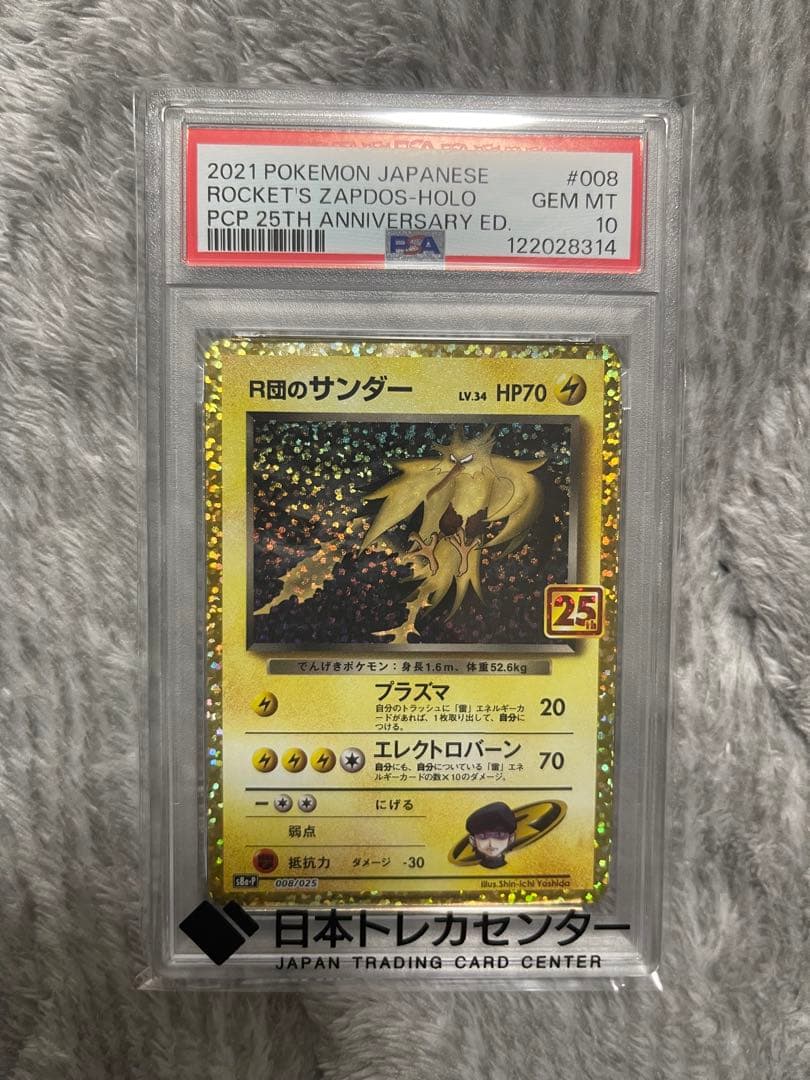 2021 POKEMON JAPANESE #008
ROCKET'S ZAPDOS-HOLO GEM MT
PCP 25TH ANNIVERSARY ED. 10
PSA 122028314
R団のサンダー LV.34 HP70
25th
でんげきポケモン：身長1.6m、体重52.6kg
プラズマ 20
自分のトラッシュに「雷」エネルギーカ
ードがあれば、1枚取り出して、自分に
つける。
エレクトロバーン 70
自分にも、自分についている「雷」エネ
ルギーカードの数×10のダメージ。
にげる
弱点
抵抗力 ダメージ -30
s8a-P 008/025 Illus. Shin-ichi Yoshida
日本トレカセンター
JAPAN TRADING CARD CENTER